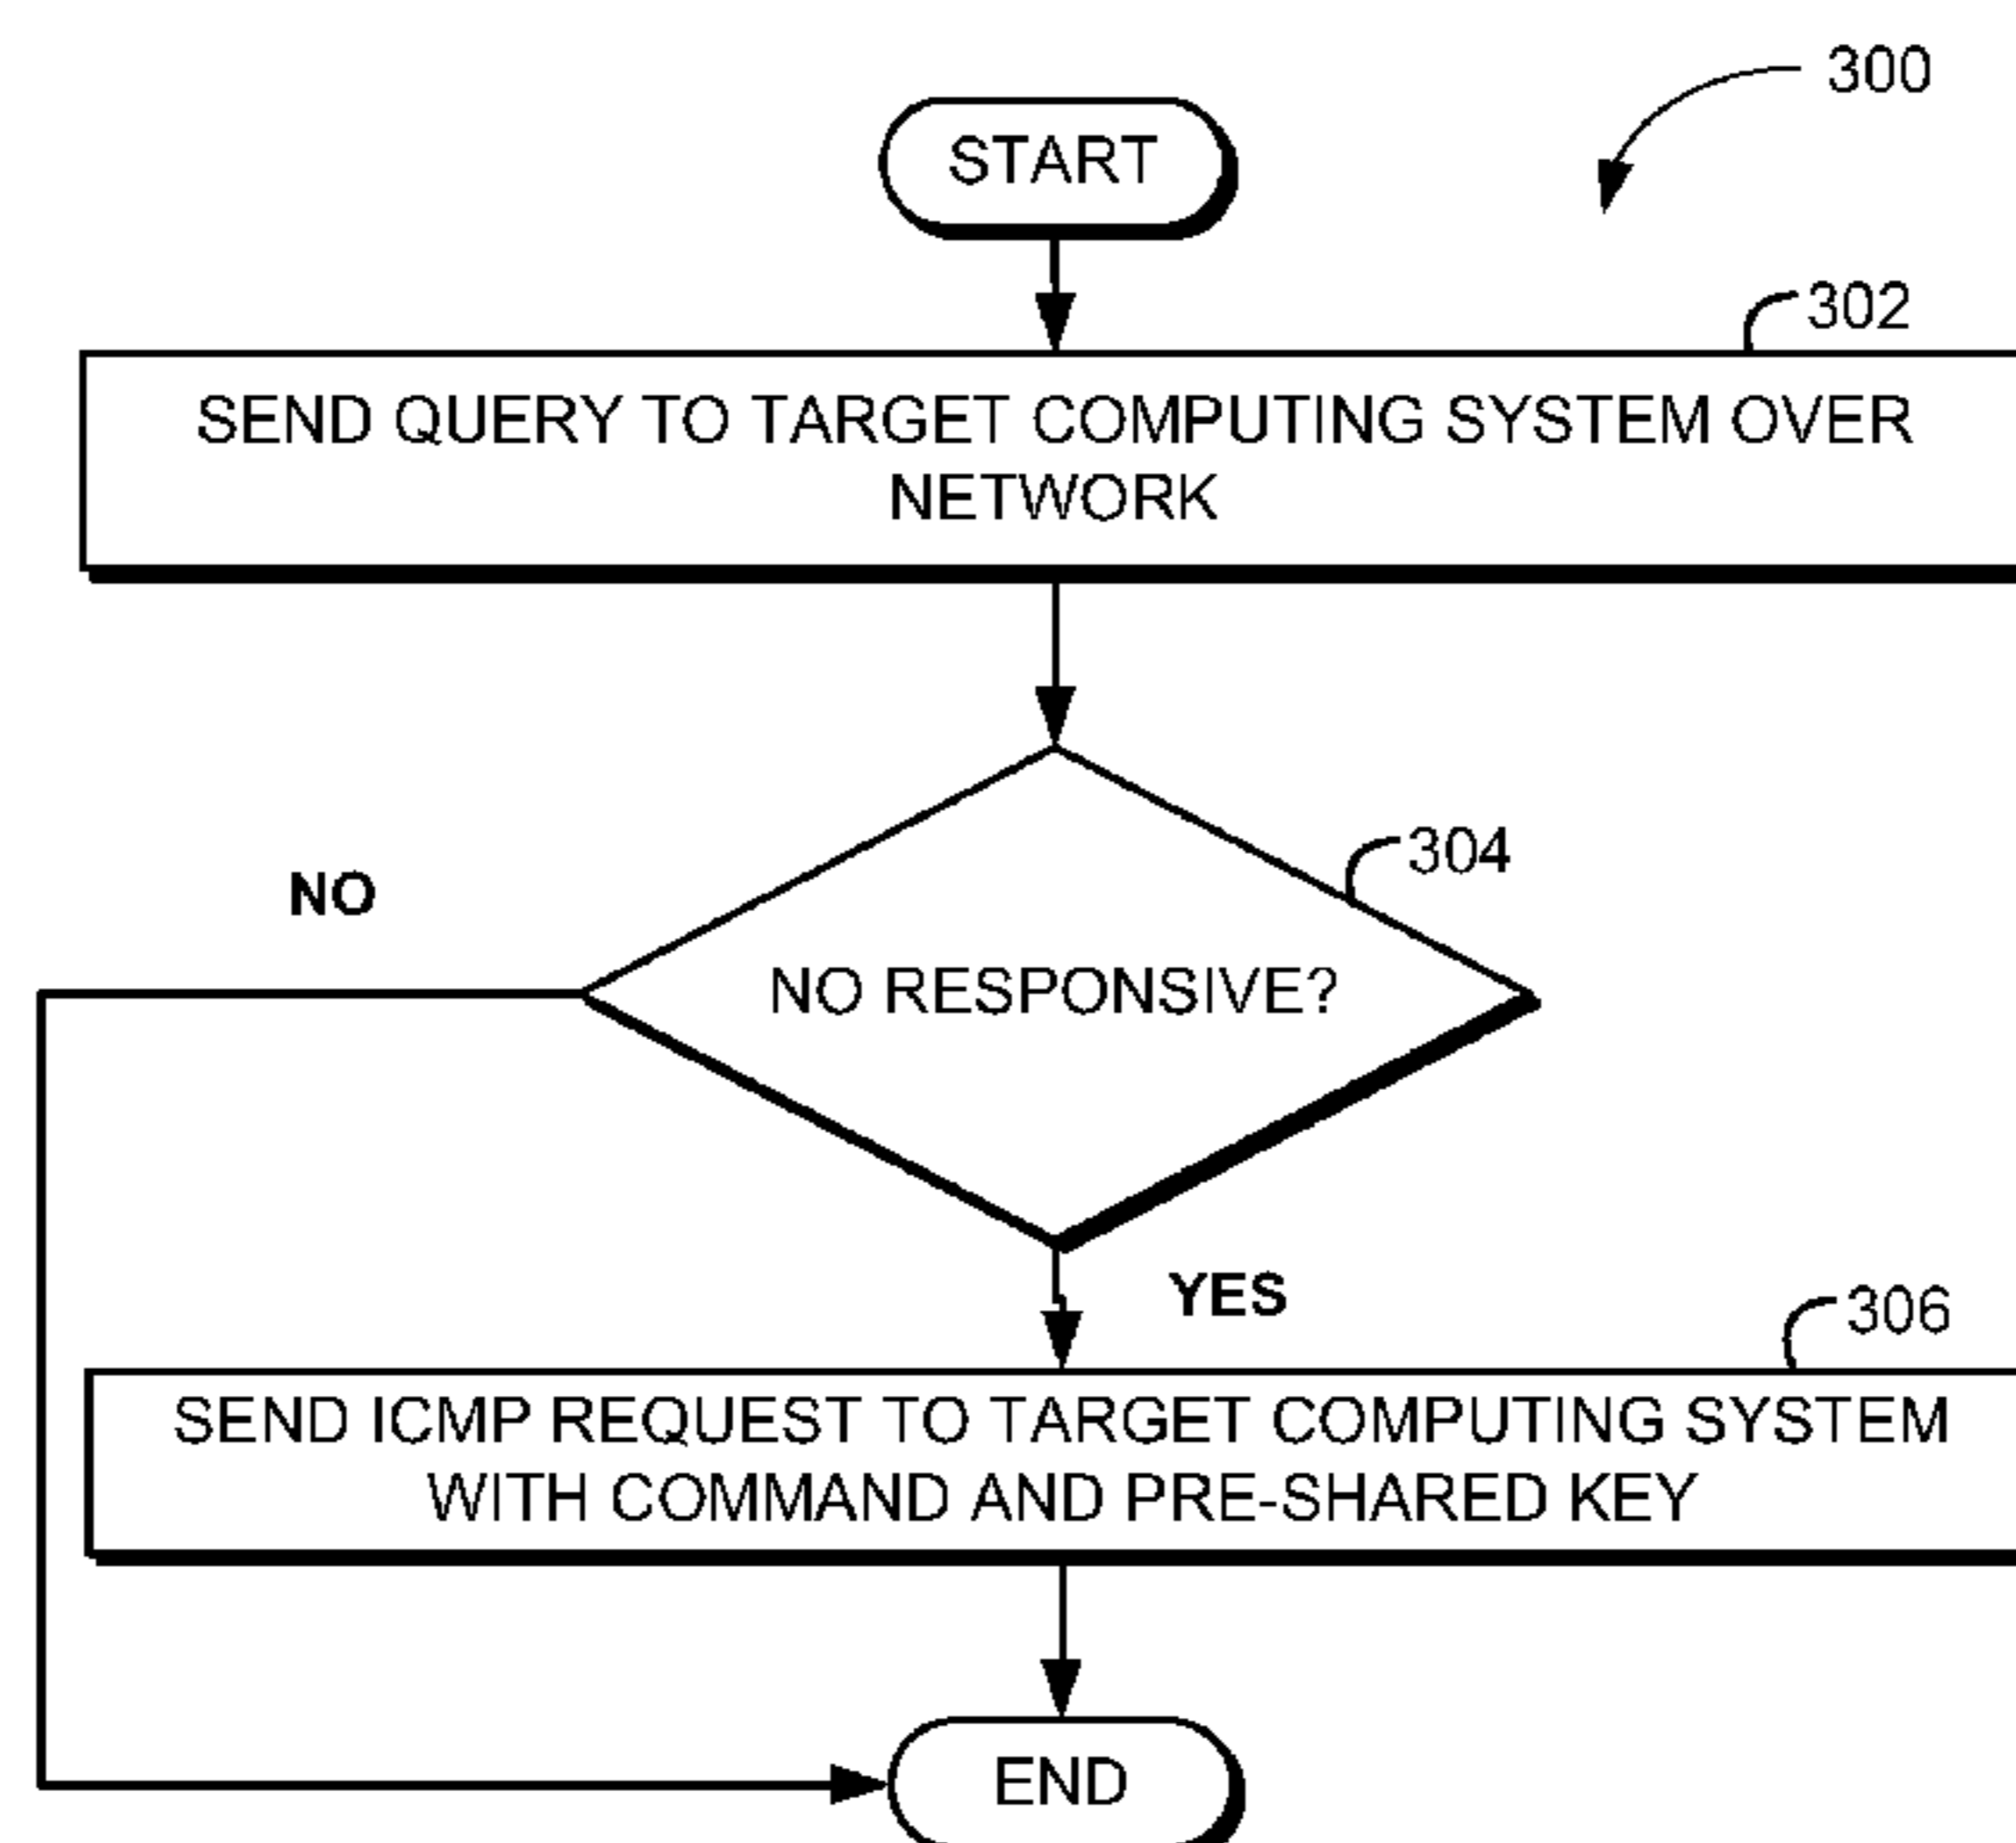 300
START
302
SEND QUERY TO TARGET COMPUTING SYSTEM OVER
NETWORK
304
NO
NO RESPONSIVE?
YES
306
SEND ICMP REQUEST TO TARGET COMPUTING SYSTEM
WITH COMMAND AND PRE-SHARED KEY
END